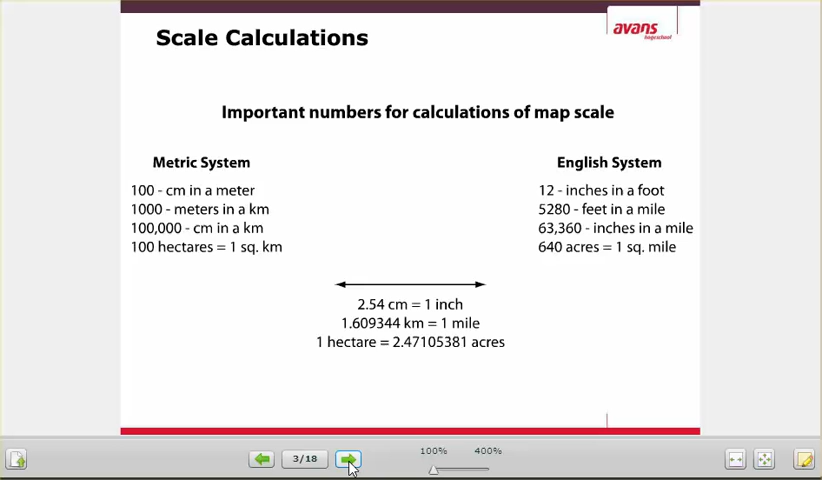 Scale Calculations
avans
hogeschool
Important numbers for calculations of map scale
Metric System
100 - cm in a meter
1000 - meters in a km
100,000 - cm in a km
100 hectares = 1 sq. km
English System
12 - inches in a foot
5280 - feet in a mile
63,360 - inches in a mile
640 acres = 1 sq. mile
2.54 cm = 1 inch
1.609344 km = 1 mile
1 hectare = 2.47105381 acres
3/18
100%
400%